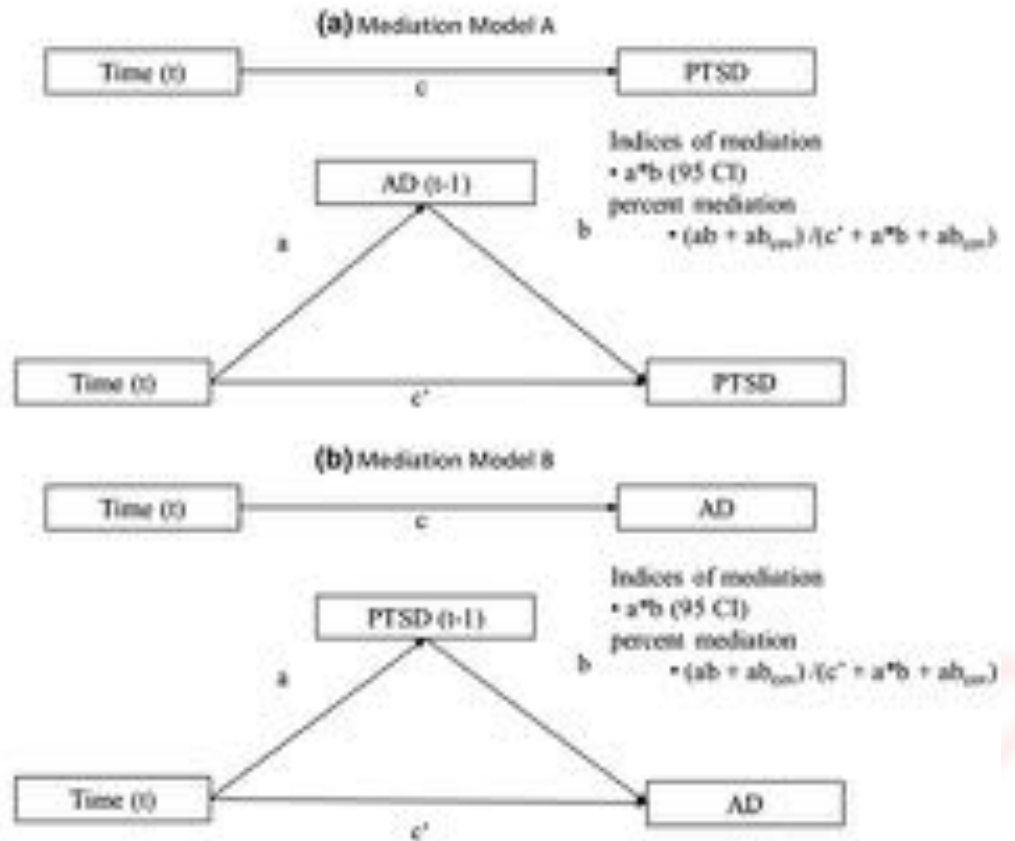 (a) Mediation Model A
Time (t)
c
PTSD
AD (t-1)
Indices of mediation
• a*b (95 CI)
percent mediation
• (ab + ab) /(c' + a*b + ab)
a
b
Time (t)
c'
PTSD
(b) Mediation Model B
Time (t)
c
AD
PTSD (t-1)
Indices of mediation
• a*b (95 CI)
percent mediation
• (ab + ab) /(c' + a*b + ab)
a
b
Time (t)
c'
AD